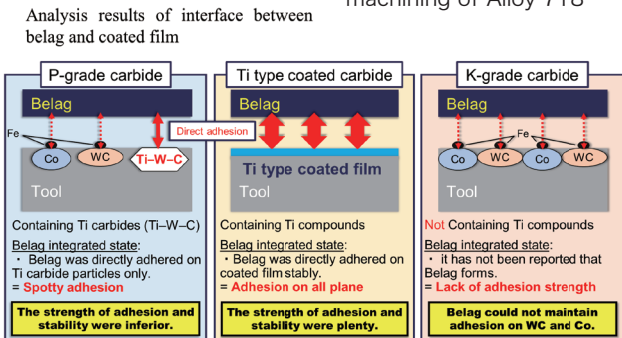 machining of Alloy 718
Analysis results of interface between
belag and coated film
P-grade carbide
Belag
Fe
Co
WC
Ti–W–C
Tool
Containing Ti carbides (Ti–W–C)
Belag integrated state:
・ Belag was directly adhered on
Ti carbide particles only.
= Spotty adhesion
The strength of adhesion and
stability were inferior.
Direct adhesion
Ti type coated carbide
Belag
Ti type coated film
Tool
Containing Ti compounds
Belag integrated state:
・ Belag was directly adhered on
coated film stably.
= Adhesion on all plane
The strength of adhesion and
stability were plenty.
K-grade carbide
Belag
Fe
Co
WC
Co
WC
Tool
Not Containing Ti compounds
Belag integrated state:
・ it has not been reported that
Belag forms.
= Lack of adhesion strength
Belag could not maintain
adhesion on WC and Co.